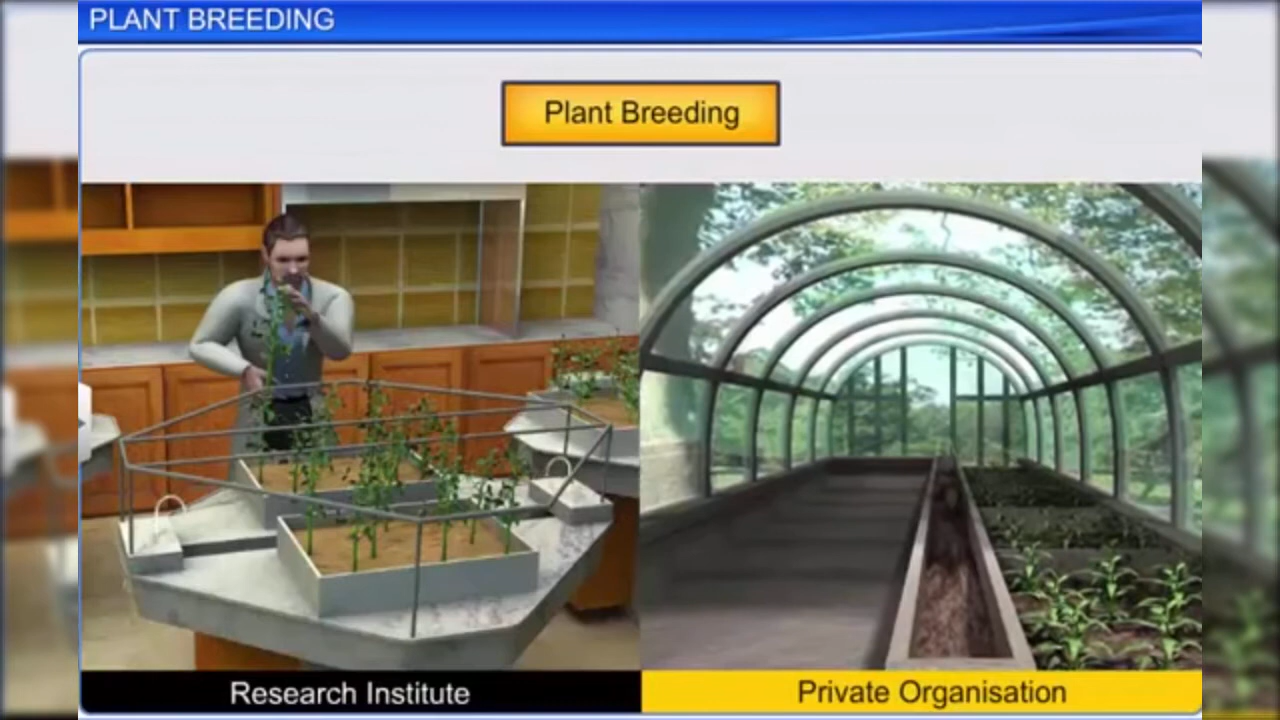 PLANT BREEDING
Plant Breeding
Research Institute
Private Organisation